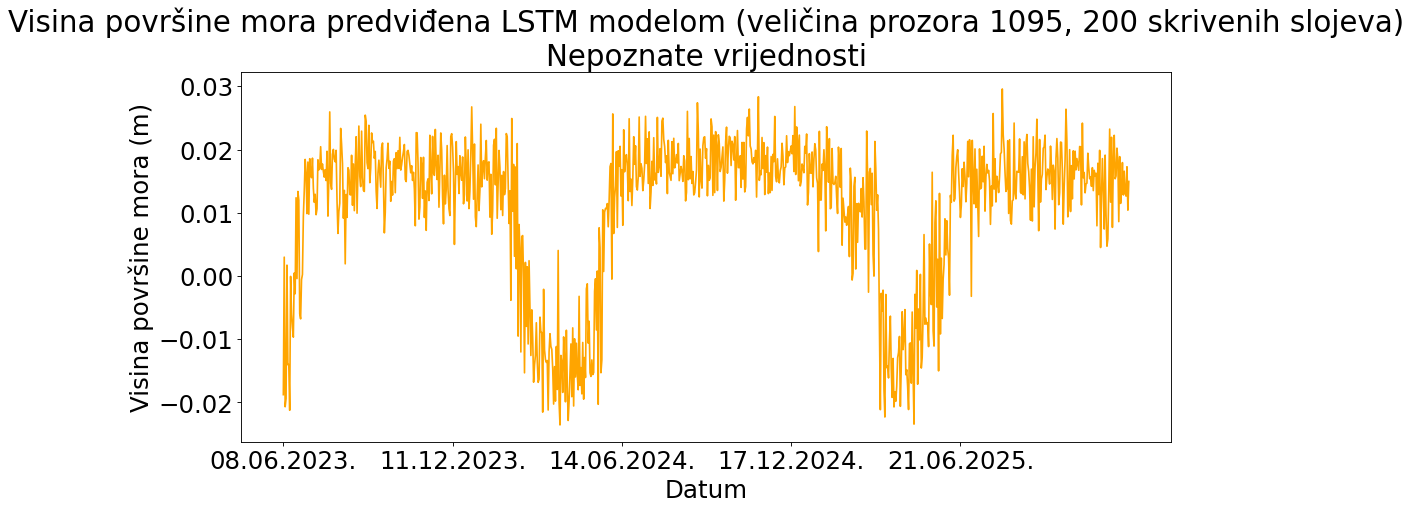 Visina površine mora predviđena LSTM modelom (veličina prozora 1095, 200 skrivenih slojeva)
Nepoznate vrijednosti
Visina površine mora (m)
0.03
0.02
0.01
0.00
−0.01
−0.02
08.06.2023. 11.12.2023. 14.06.2024. 17.12.2024. 21.06.2025.
Datum